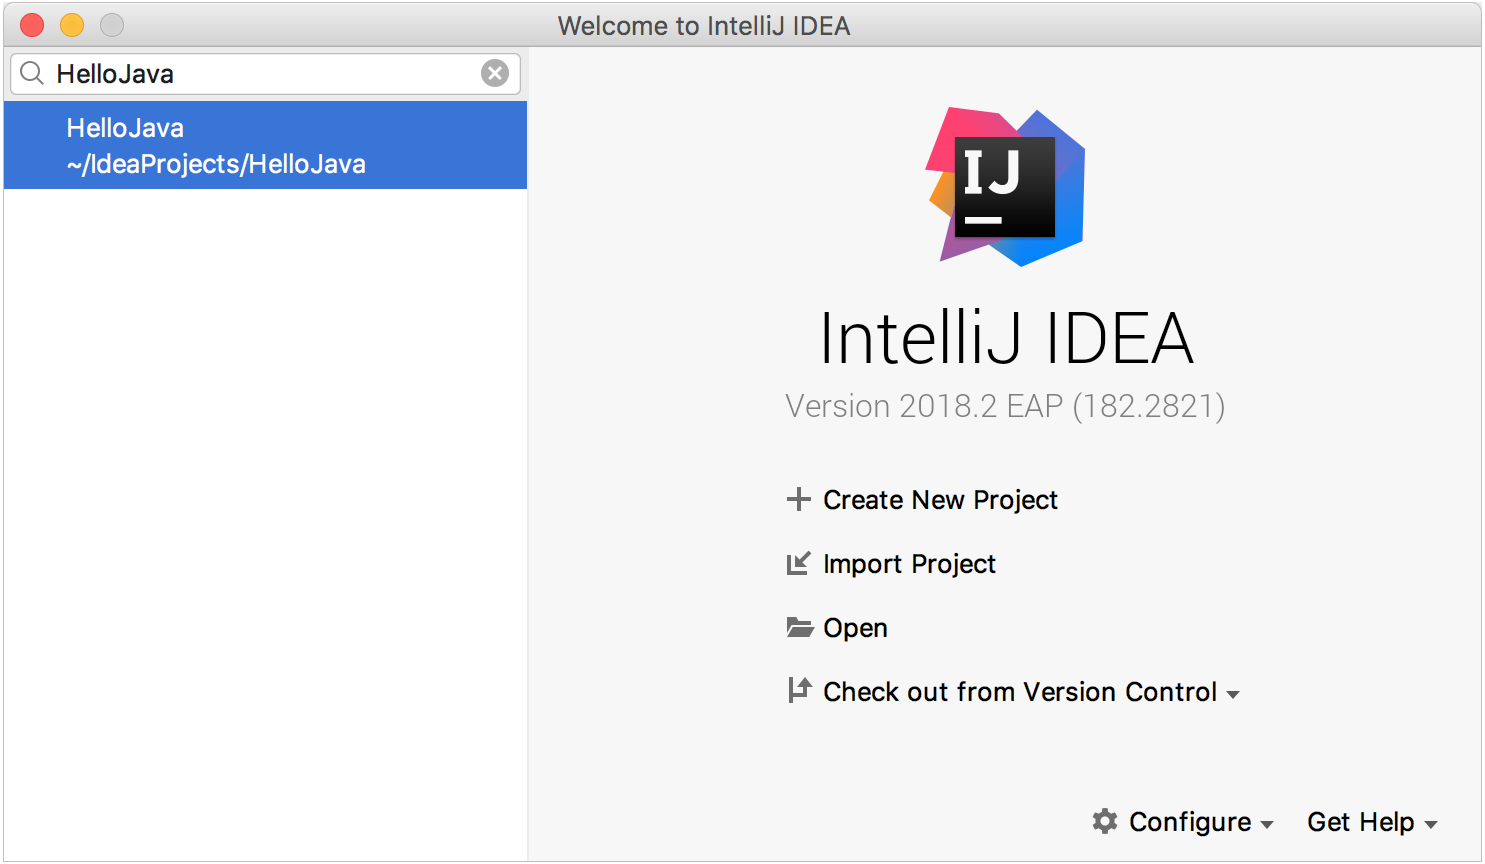 Welcome to IntelliJ IDEA
HelloJava
HelloJava
~/IdeaProjects/HelloJava
IJ
IntelliJ IDEA
Version 2018.2 EAP (182.2821)
Create New Project
Import Project
Open
Check out from Version Control
Configure
Get Help